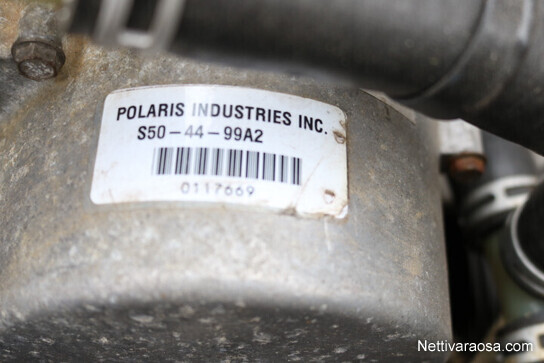 POLARIS INDUSTRIES INC.
S50-44-99A2
0117669
Nettivaraosa.com